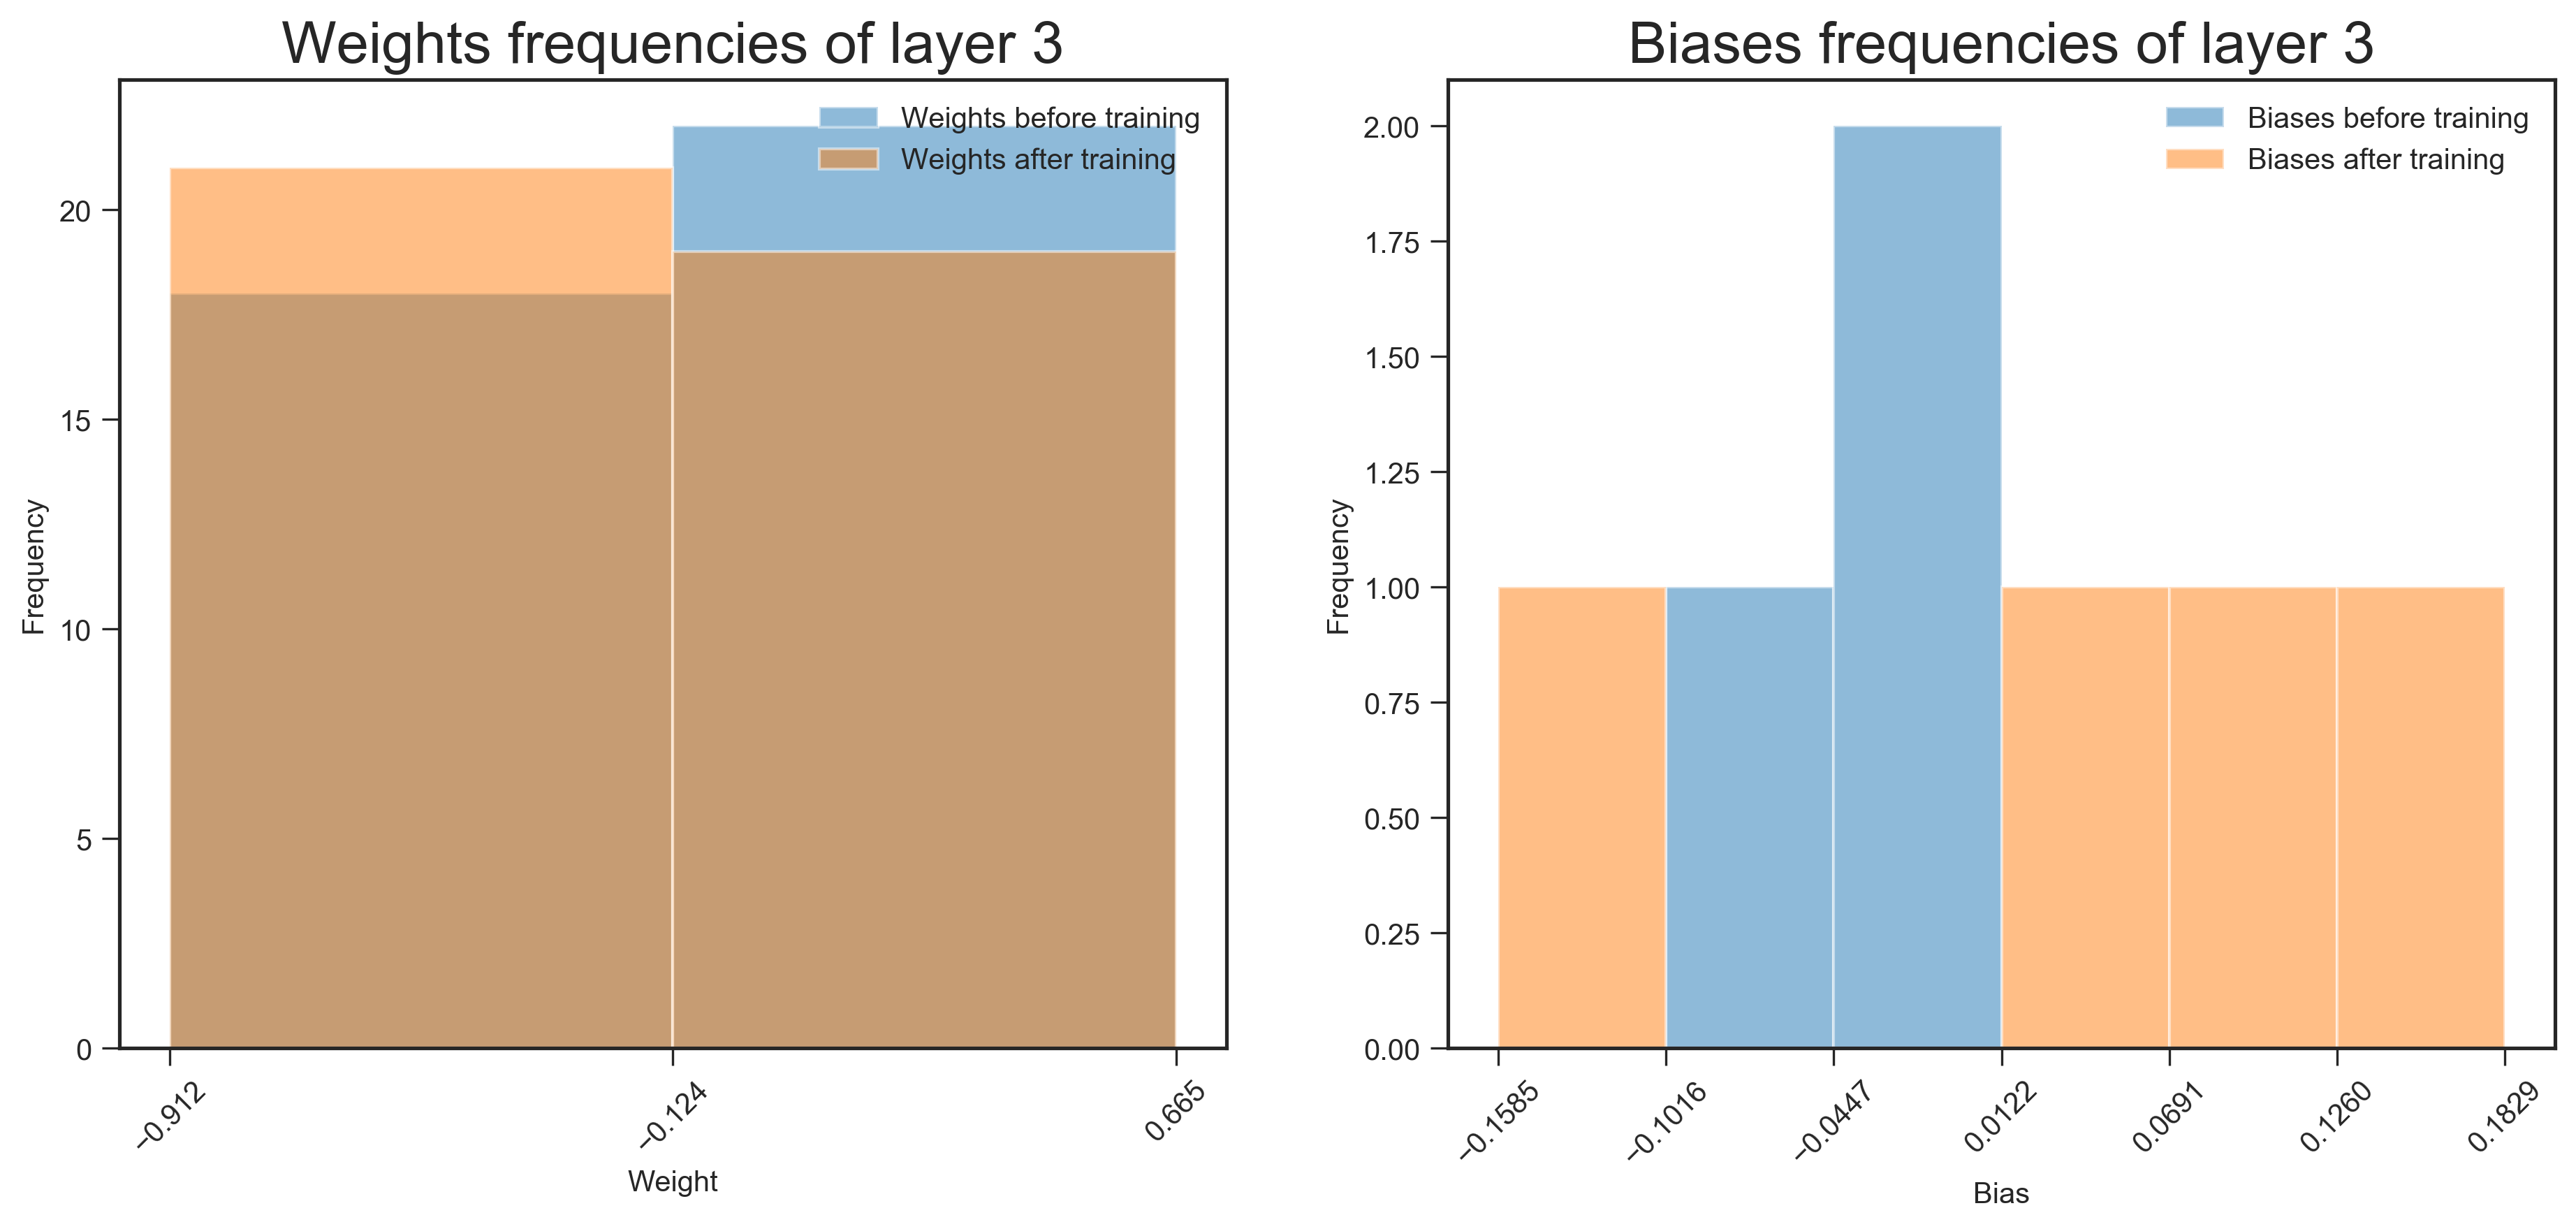 Weights frequencies of layer 3
Weights before training
Weights after training
20
15
10
5
0
Frequency
−0.912
−0.124
0.665
Weight
Biases frequencies of layer 3
Biases before training
Biases after training
2.00
1.75
1.50
1.25
1.00
0.75
0.50
0.25
0.00
Frequency
−0.1585
−0.1016
−0.0447
0.0122
0.0691
0.1260
0.1829
Bias